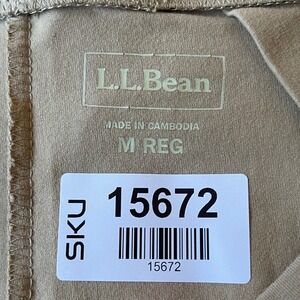 L.L.Bean
MADE IN CAMBODIA
M REG
SKU
15672
15672